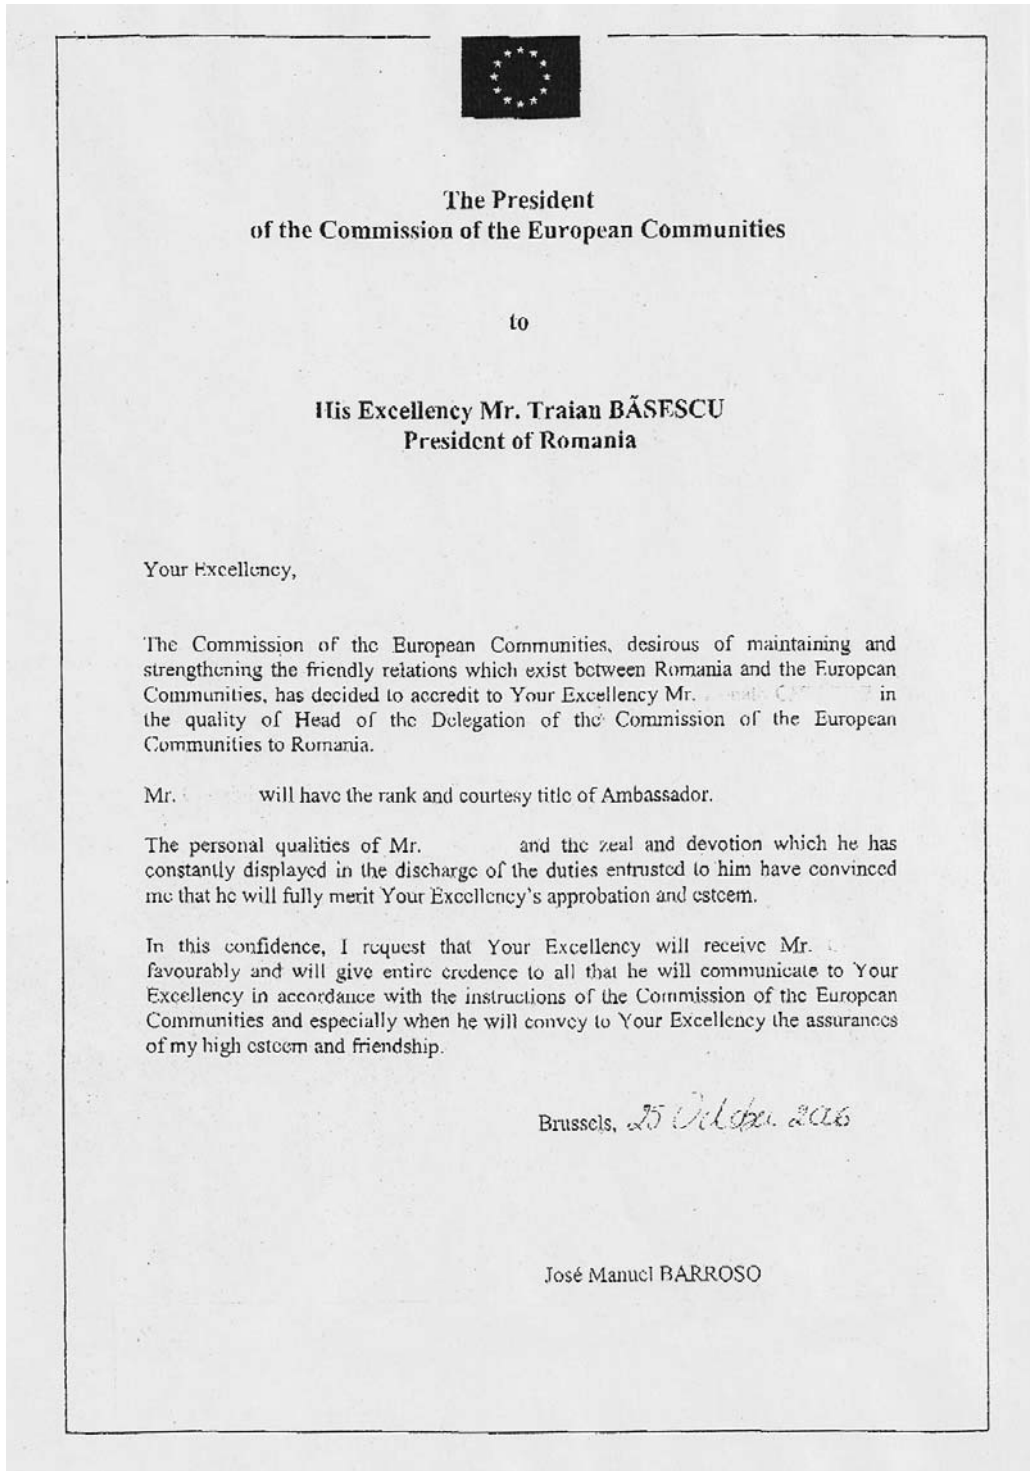 The President
of the Commission of the European Communities
to
His Excellency Mr. Traian BĂSESCU
President of Romania
Your Excellency,
The Commission of the European Communities, desirous of maintaining and
strengthening the friendly relations which exist between Romania and the European
Communities, has decided to accredit to Your Excellency Mr. in
the quality of Head of the Delegation of the Commission of the European
Communities to Romania.
Mr. will have the rank and courtesy title of Ambassador.
The personal qualities of Mr. and the zeal and devotion which he has
constantly displayed in the discharge of the duties entrusted to him have convinced
me that he will fully merit Your Excellency's approbation and esteem.
In this confidence, I request that Your Excellency will receive Mr.
favourably and will give entire credence to all that he will communicate to Your
Excellency in accordance with the instructions of the Commission of the European
Communities and especially when he will convey to Your Excellency the assurances
of my high esteem and friendship.
Brussels, 25 October 2006
José Manuel BARROSO